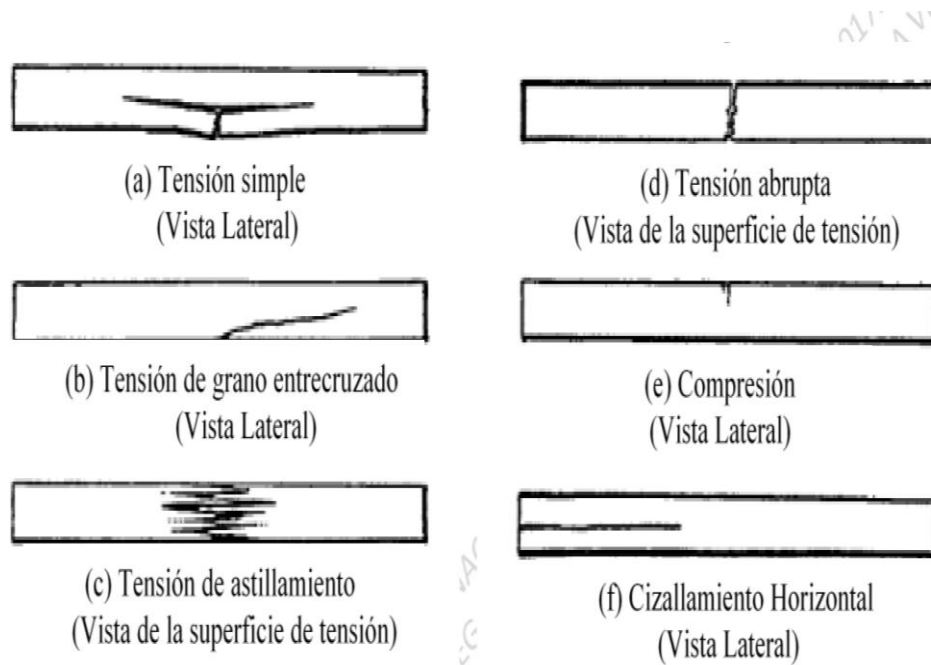 (a) Tensión simple
(Vista Lateral)
(b) Tensión de grano entrecruzado
(Vista Lateral)
(c) Tensión de astillamiento
(Vista de la superficie de tensión)
(d) Tensión abrupta
(Vista de la superficie de tensión)
(e) Compresión
(Vista Lateral)
(f) Cizallamiento Horizontal
(Vista Lateral)